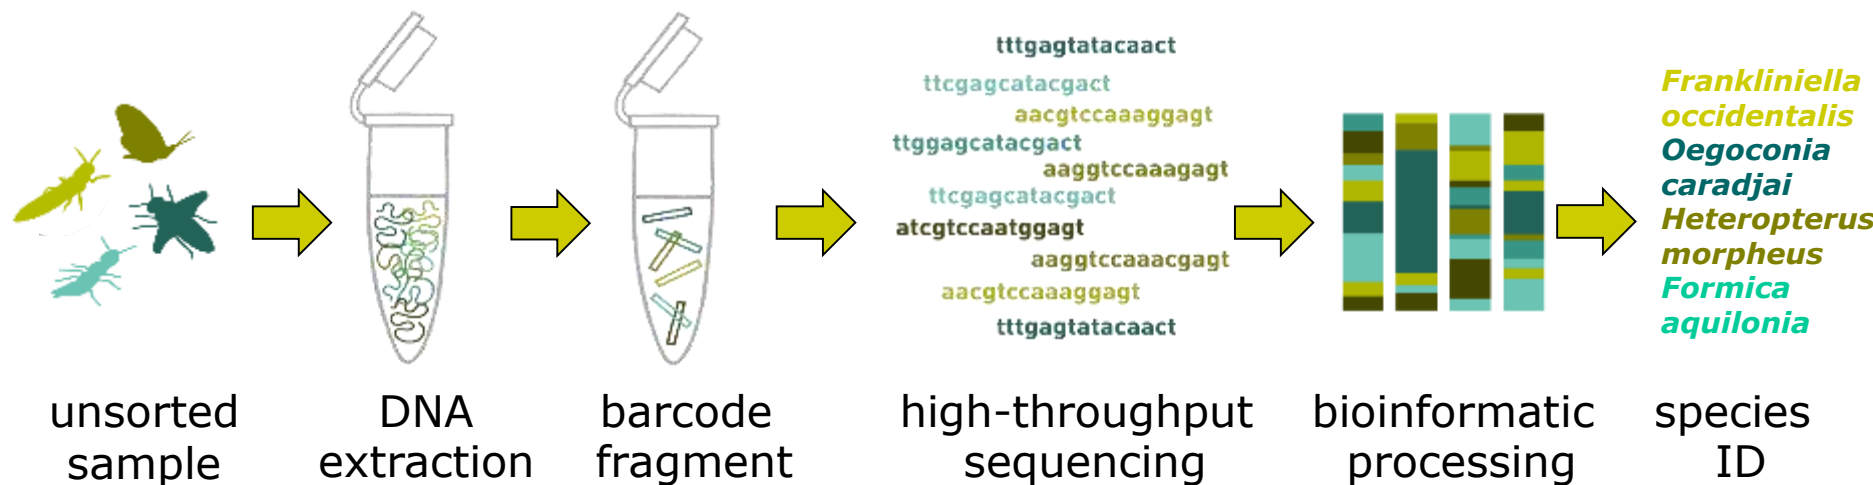 tttgagtatacaact
ttcgagcatacgact
aacgtccaaaggagt
ttggagcatacgact
aaggtccaaagagt
ttcgagcatacgact
atcgtccaatggagt
aaggtccaaacgagt
aacgtccaaaggagt
tttgagtatacaact
Frankliniella
occidentalis
Oegoconia
caradjai
Heteropterus
morpheus
Formica
aquilonia
unsorted
sample
DNA
extraction
barcode
fragment
high-throughput
sequencing
bioinformatic
processing
species
ID